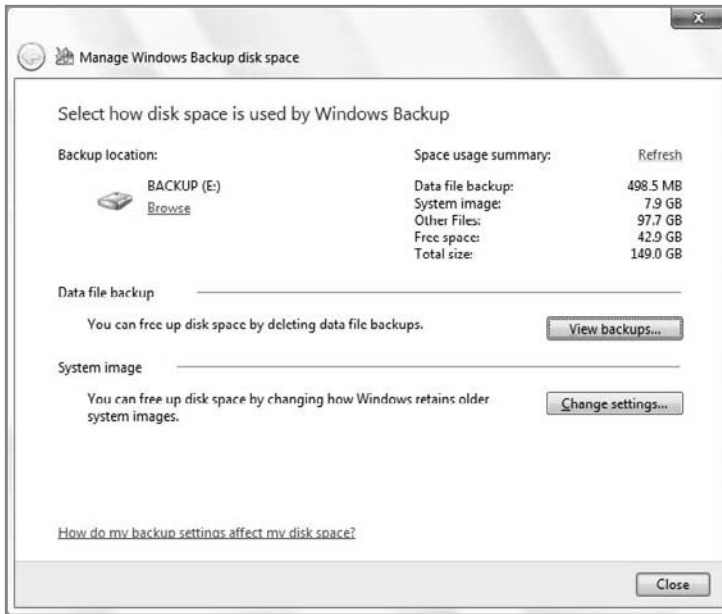 X
Manage Windows Backup disk space
Select how disk space is used by Windows Backup
Backup location:
BACKUP (E:)
Browse
Space usage summary: Refresh
Data file backup: 498.5 MB
System image: 7.9 GB
Other Files: 97.7 GB
Free space: 42.9 GB
Total size: 149.0 GB
Data file backup
You can free up disk space by deleting data file backups.
View backups...
System image
You can free up disk space by changing how Windows retains older
system images.
Change settings...
How do my backup settings affect my disk space?
Close